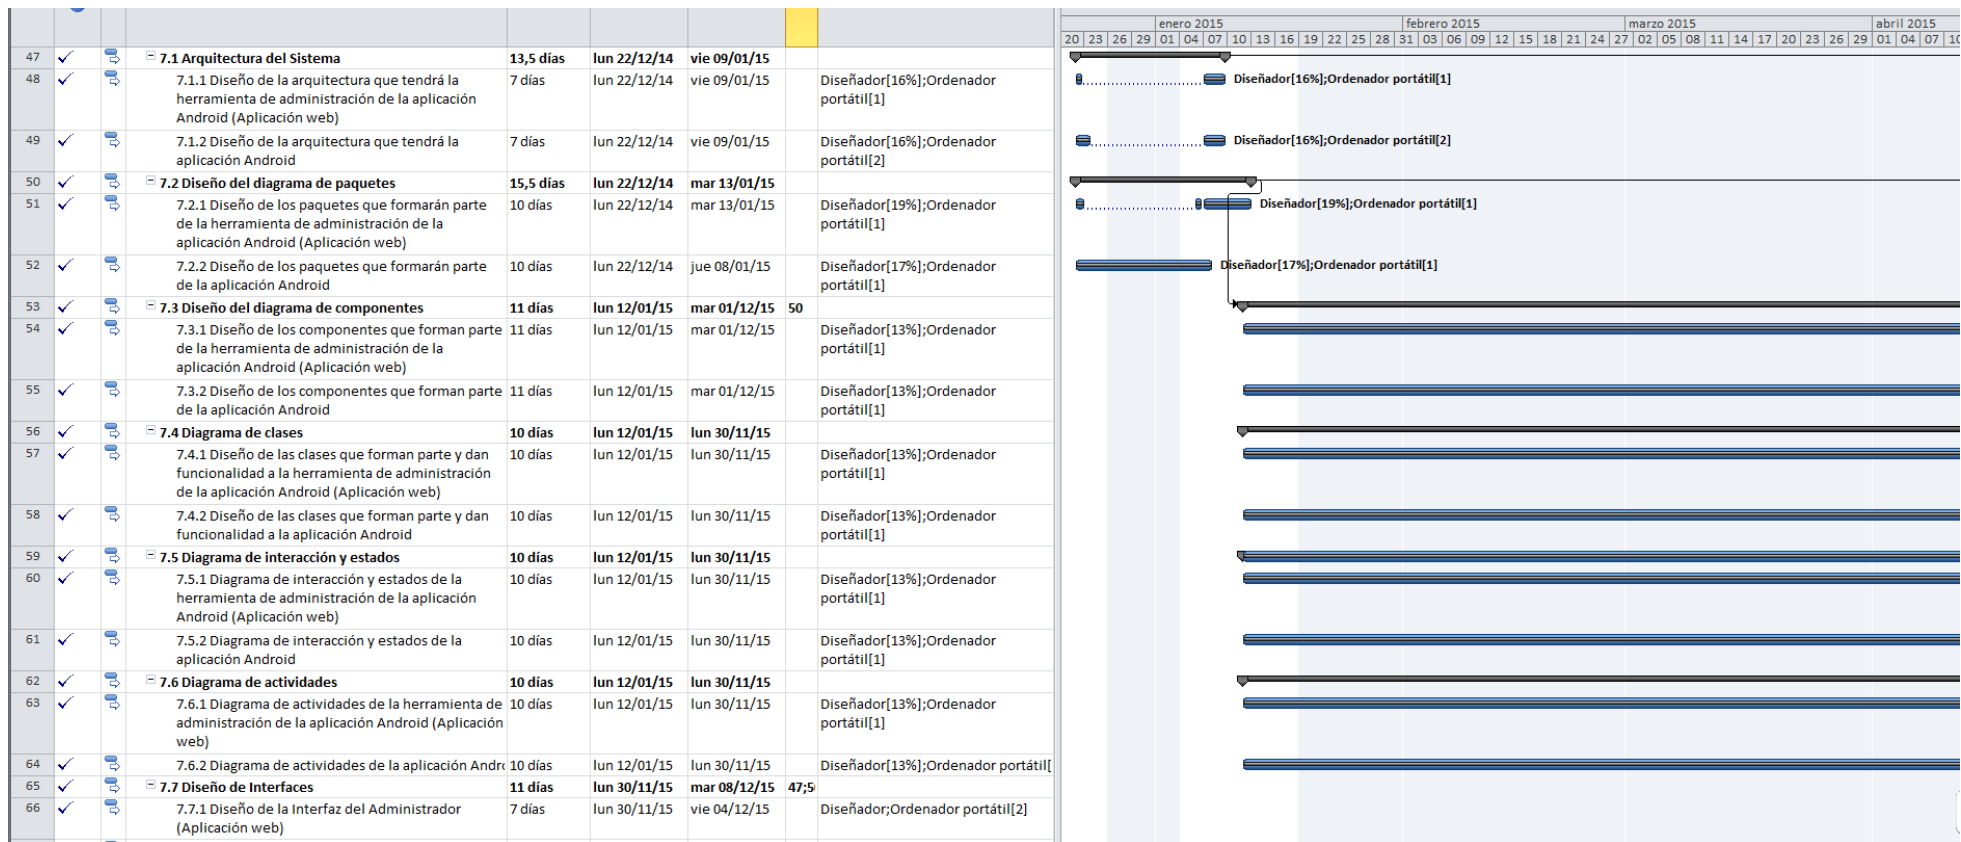 enero 2015 febrero 2015 marzo 2015 abril 2015
20 23 26 29 01 04 07 10 13 16 19 22 25 28 31 03 06 09 12 15 18 21 24 27 02 05 08 11 14 17 20 23 26 29 01 04 07 10
47 7.1 Arquitectura del Sistema 13,5 días lun 22/12/14 vie 09/01/15
48 7.1.1 Diseño de la arquitectura que tendrá la 7 días lun 22/12/14 vie 09/01/15 Diseñador[16%];Ordenador Diseñador[16%];Ordenador portátil[1]
herramienta de administración de la aplicación portátil[1]
Android (Aplicación web)
49 7.1.2 Diseño de la arquitectura que tendrá la 7 días lun 22/12/14 vie 09/01/15 Diseñador[16%];Ordenador Diseñador[16%];Ordenador portátil[2]
aplicación Android portátil[2]
50 7.2 Diseño del diagrama de paquetes 15,5 días lun 22/12/14 mar 13/01/15
51 7.2.1 Diseño de los paquetes que formarán parte 10 días lun 22/12/14 mar 13/01/15 Diseñador[19%];Ordenador Diseñador[19%];Ordenador portátil[1]
de la herramienta de administración de la portátil[1]
aplicación Android (Aplicación web)
52 7.2.2 Diseño de los paquetes que formarán parte 10 días lun 22/12/14 jue 08/01/15 Diseñador[17%];Ordenador Diseñador[17%];Ordenador portátil[1]
de la aplicación Android portátil[1]
53 7.3 Diseño del diagrama de componentes 11 días lun 12/01/15 mar 01/12/15 50
54 7.3.1 Diseño de los componentes que forman parte 11 días lun 12/01/15 mar 01/12/15 Diseñador[13%];Ordenador
de la herramienta de administración de la portátil[1]
aplicación Android (Aplicación web)
55 7.3.2 Diseño de los componentes que forman parte 11 días lun 12/01/15 mar 01/12/15 Diseñador[13%];Ordenador
de la aplicación Android portátil[1]
56 7.4 Diagrama de clases 10 días lun 12/01/15 lun 30/11/15
57 7.4.1 Diseño de las clases que forman parte y dan 10 días lun 12/01/15 lun 30/11/15 Diseñador[13%];Ordenador
funcionalidad a la herramienta de administración portátil[1]
de la aplicación Android (Aplicación web)
58 7.4.2 Diseño de las clases que forman parte y dan 10 días lun 12/01/15 lun 30/11/15 Diseñador[13%];Ordenador
funcionalidad a la aplicación Android portátil[1]
59 7.5 Diagrama de interacción y estados 10 días lun 12/01/15 lun 30/11/15
60 7.5.1 Diagrama de interacción y estados de la 10 días lun 12/01/15 lun 30/11/15 Diseñador[13%];Ordenador
herramienta de administración de la aplicación portátil[1]
Android (Aplicación web)
61 7.5.2 Diagrama de interacción y estados de la 10 días lun 12/01/15 lun 30/11/15 Diseñador[13%];Ordenador
aplicación Android portátil[1]
62 7.6 Diagrama de actividades 10 días lun 12/01/15 lun 30/11/15
63 7.6.1 Diagrama de actividades de la herramienta de 10 días lun 12/01/15 lun 30/11/15 Diseñador[13%];Ordenador
administración de la aplicación Android (Aplicación portátil[1]
web)
64 7.6.2 Diagrama de actividades de la aplicación Andro 10 días lun 12/01/15 lun 30/11/15 Diseñador[13%];Ordenador portátil[
65 7.7 Diseño de Interfaces 11 días lun 30/11/15 mar 08/12/15 47;5
66 7.7.1 Diseño de la Interfaz del Administrador 7 días lun 30/11/15 vie 04/12/15 Diseñador;Ordenador portátil[2]
(Aplicación web)